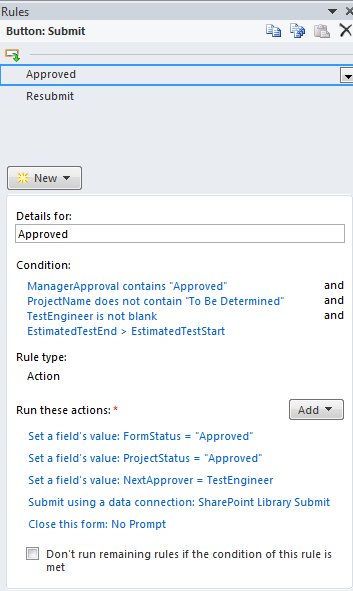 Rules
Button: Submit
Approved
Resubmit
New
Details for:
Approved
Condition:
ManagerApproval contains "Approved" and
ProjectName does not contain "To Be Determined" and
TestEngineer is not blank and
EstimatedTestEnd > EstimatedTestStart
Rule type:
Action
Run these actions: * Add
Set a field's value: FormStatus = "Approved"
Set a field's value: ProjectStatus = "Approved"
Set a field's value: NextApprover = TestEngineer
Submit using a data connection: SharePoint Library Submit
Close this form: No Prompt
Don't run remaining rules if the condition of this rule is
met